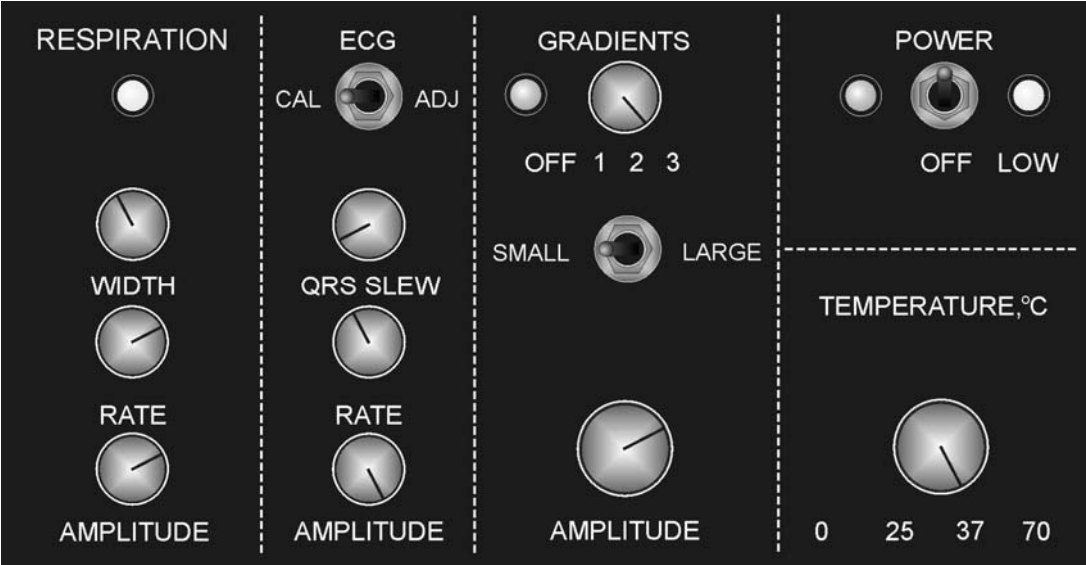 RESPIRATION
WIDTH
RATE
AMPLITUDE
ECG
CAL ADJ
QRS SLEW
RATE
AMPLITUDE
GRADIENTS
OFF 1 2 3
SMALL LARGE
AMPLITUDE
POWER
OFF LOW
TEMPERATURE,°C
0 25 37 70